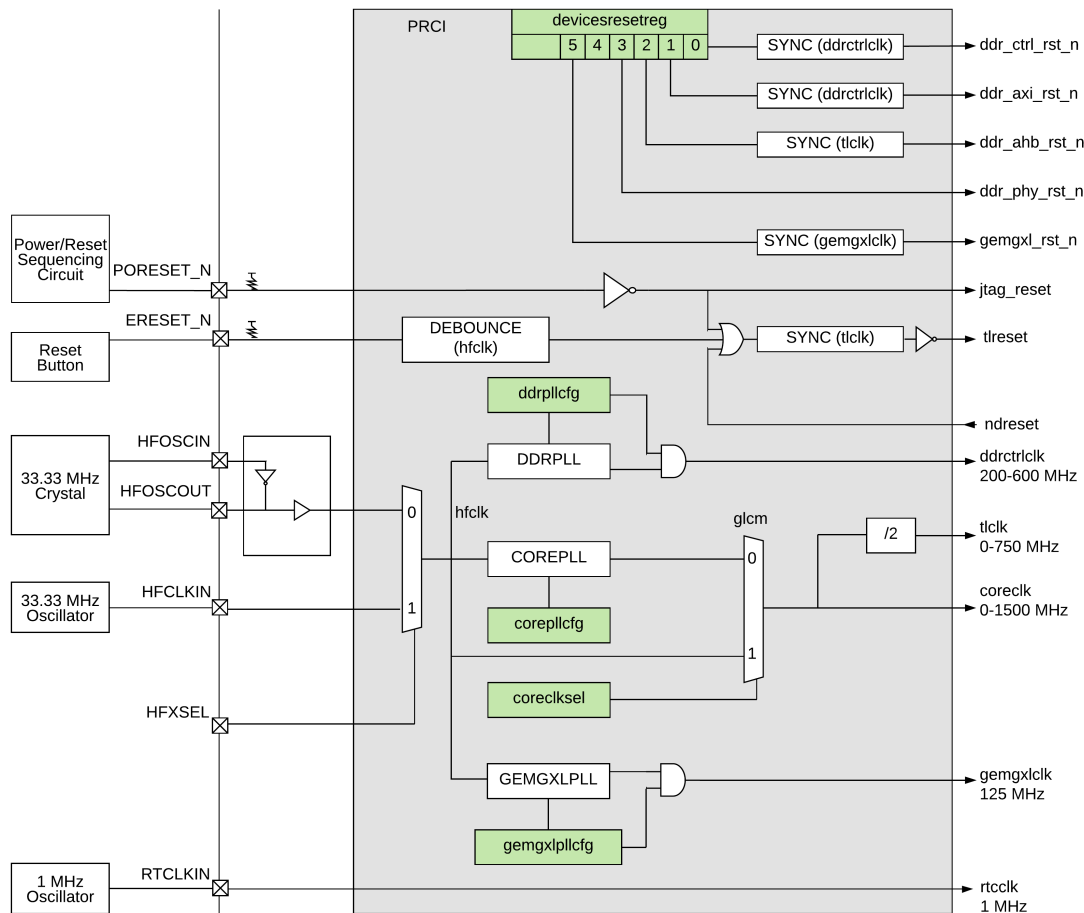 PRCI
devicesresetreg
5 4 3 2 1 0
SYNC (ddrctrlclk)
ddr_ctrl_rst_n
SYNC (ddrctrlclk)
ddr_axi_rst_n
SYNC (tlclk)
ddr_ahb_rst_n
ddr_phy_rst_n
SYNC (gemgxlclk)
gemgxl_rst_n
Power/Reset
Sequencing
Circuit
PORESET_N
jtag_reset
ERESET_N
Reset
Button
DEBOUNCE
(hfclk)
SYNC (tlclk)
tlreset
ndreset
ddrpllcfg
DDRPLL
ddrctrlclk
200-600 MHz
33.33 MHz
Crystal
HFOSCIN
HFOSCOUT
0
1
hfclk
glcm
COREPLL
corepllcfg
0
1
/2
tlclk
0-750 MHz
coreclk
0-1500 MHz
33.33 MHz
Oscillator
HFCLKIN
coreclksel
HFXSEL
GEMGXLPLL
gemgxlpllcfg
gemgxlclk
125 MHz
1 MHz
Oscillator
RTCLKIN
rtcclk
1 MHz